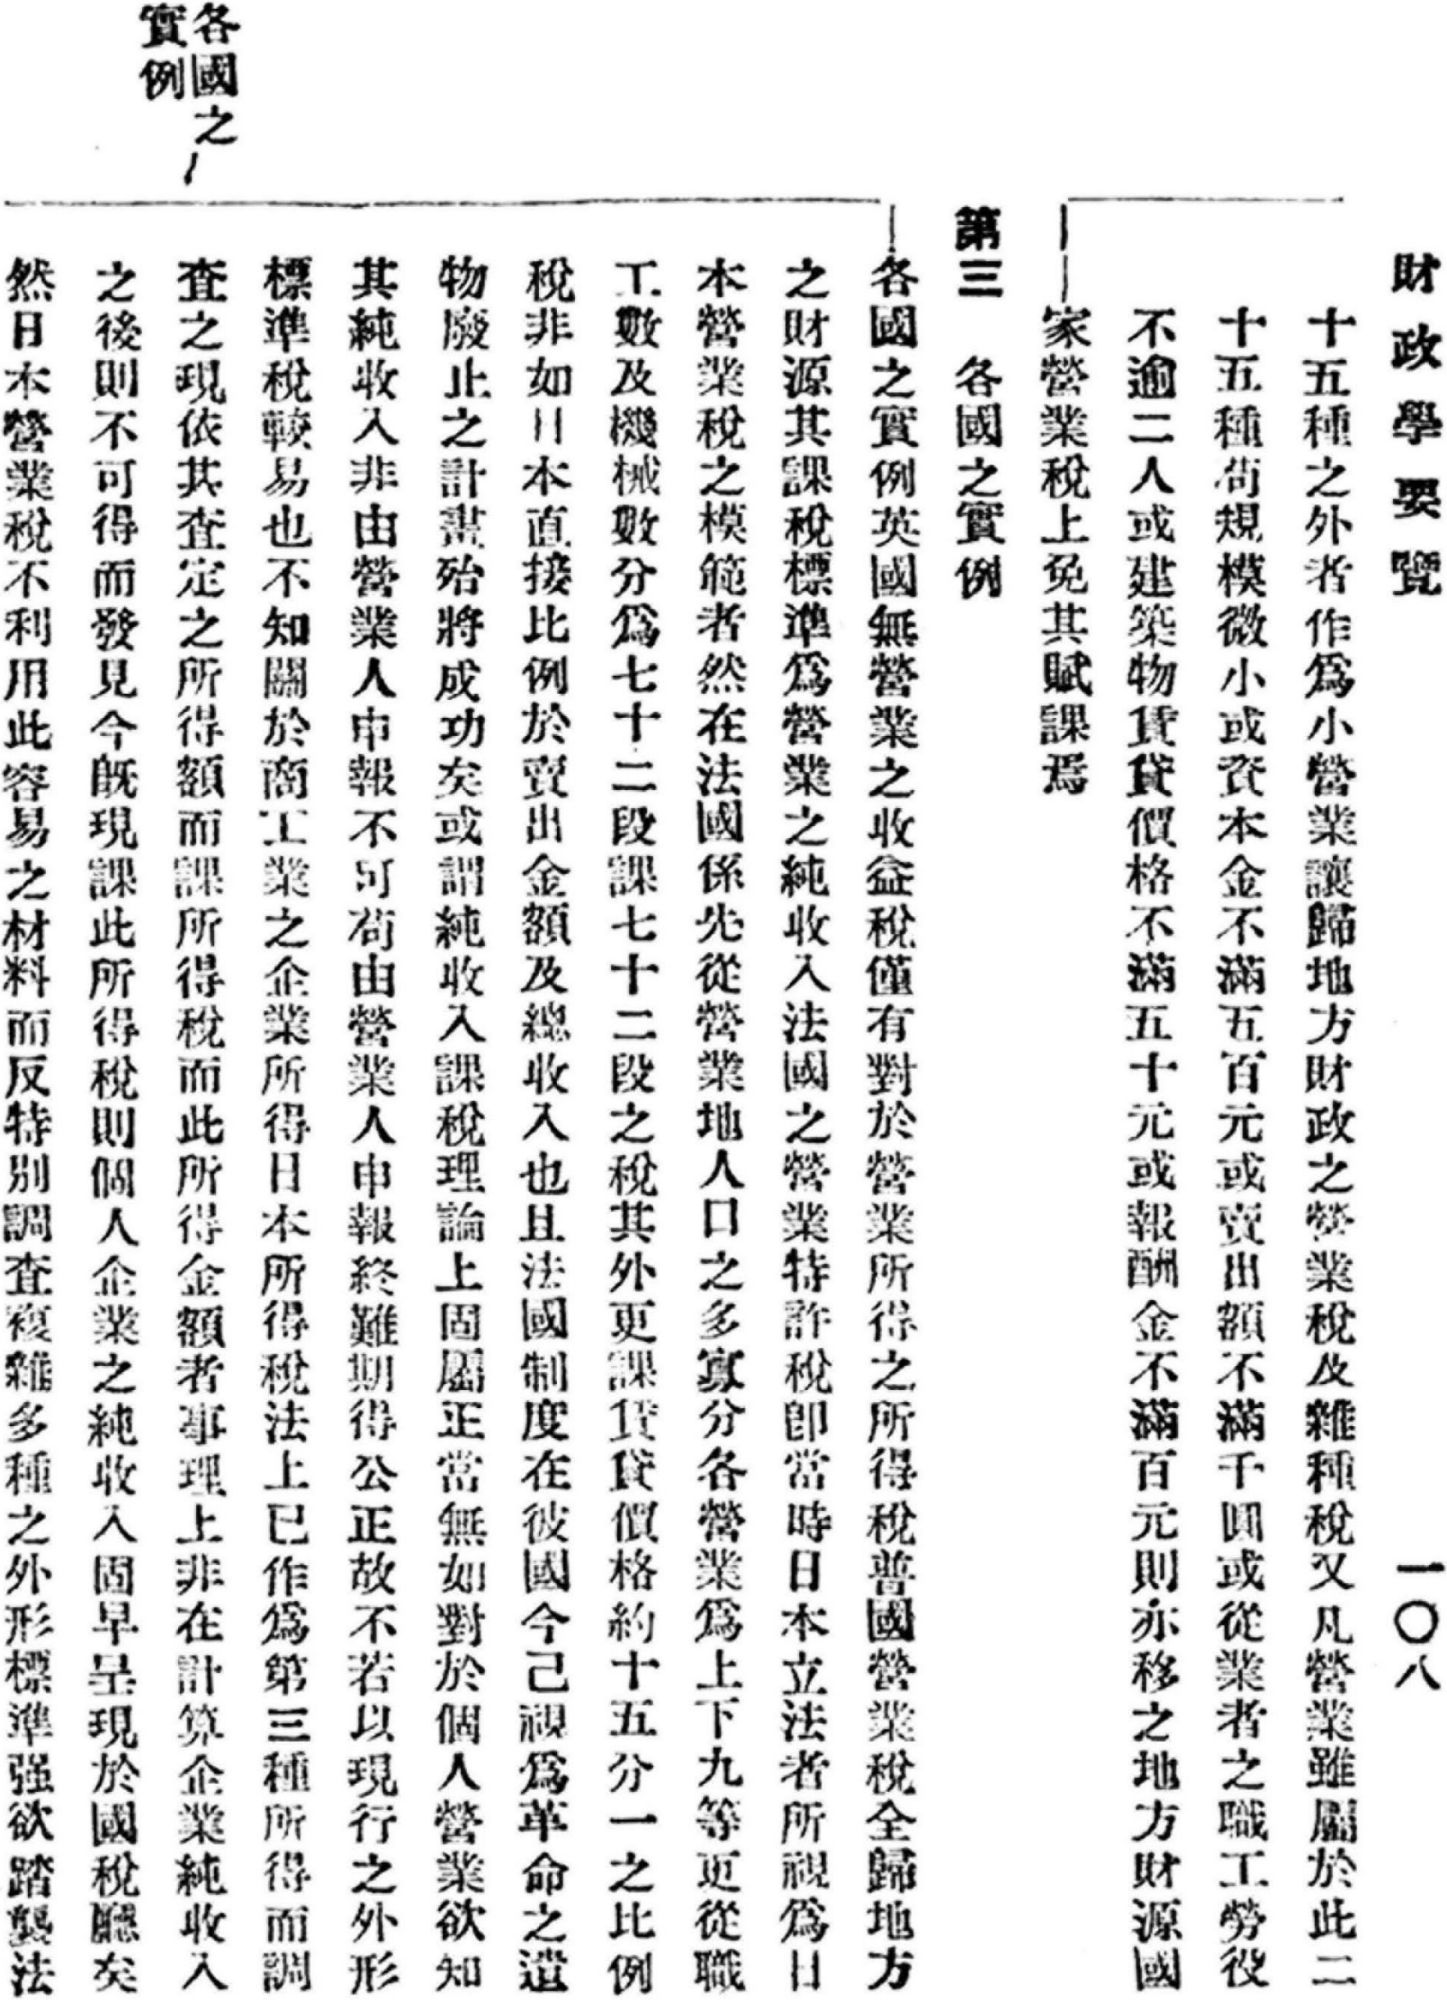 財政學要覽
一〇八
十五種之外者作爲小營業讓歸地方財政之營業稅及雜種稅又凡營業雖屬於此二
十五種苟規模微小或資本金不滿五百元或賣出額不滿千圓或從業者之職工勞役
不逾二人或建築物賃貸價格不滿五十元或報酬金不滿百元則亦移之地方財源國
家營業稅上免其賦課焉
第三 各國之實例
各國之
實例
各國之實例英國無營業之收益稅僅有對於營業所得之所得稅普國營業稅全歸地方
之財源其課稅標準爲營業之純收入法國之營業特許稅卽當時日本立法者所視爲日
本營業稅之模範者然在法國係先從營業地人口之多寡分各營業爲上下九等更從職
工數及機械數分爲七十二段課七十二段之稅其外更課賃貸價格約十五分一之比例
稅非如日本直接比例於賣出金額及總收入也且法國制度在彼國今已視爲革命之遺
物廢止之計畫殆將成功矣或謂純收入課稅理論上固屬正當無如對於個人營業欲知
其純收入非由營業人申報不可苟由營業人申報終難期得公正故不若以現行之外形
標準稅較易也不知關於商工業之企業所得日本所得稅法上已作爲第三種所得而調
查之現依其查定之所得額而課所得稅而此所得金額者事理上非在計算企業純收入
之後則不可得而發見今旣現課此所得稅則個人企業之純收入固早呈現於國稅廳矣
然日本營業稅不利用此容易之材料而反特別調查複雜多種之外形標準强欲踏襲法